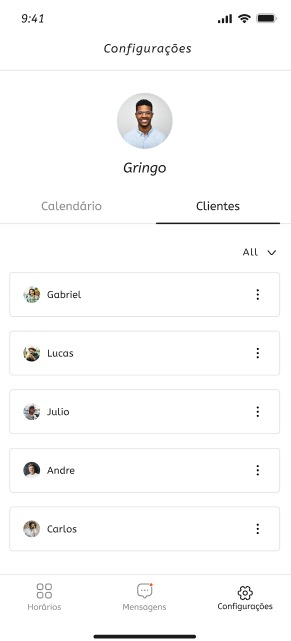 9:41
Configurações
Gringo
Calendário Clientes
All
Gabriel
Lucas
Julio
Andre
Carlos
Horários Mensagens Configurações